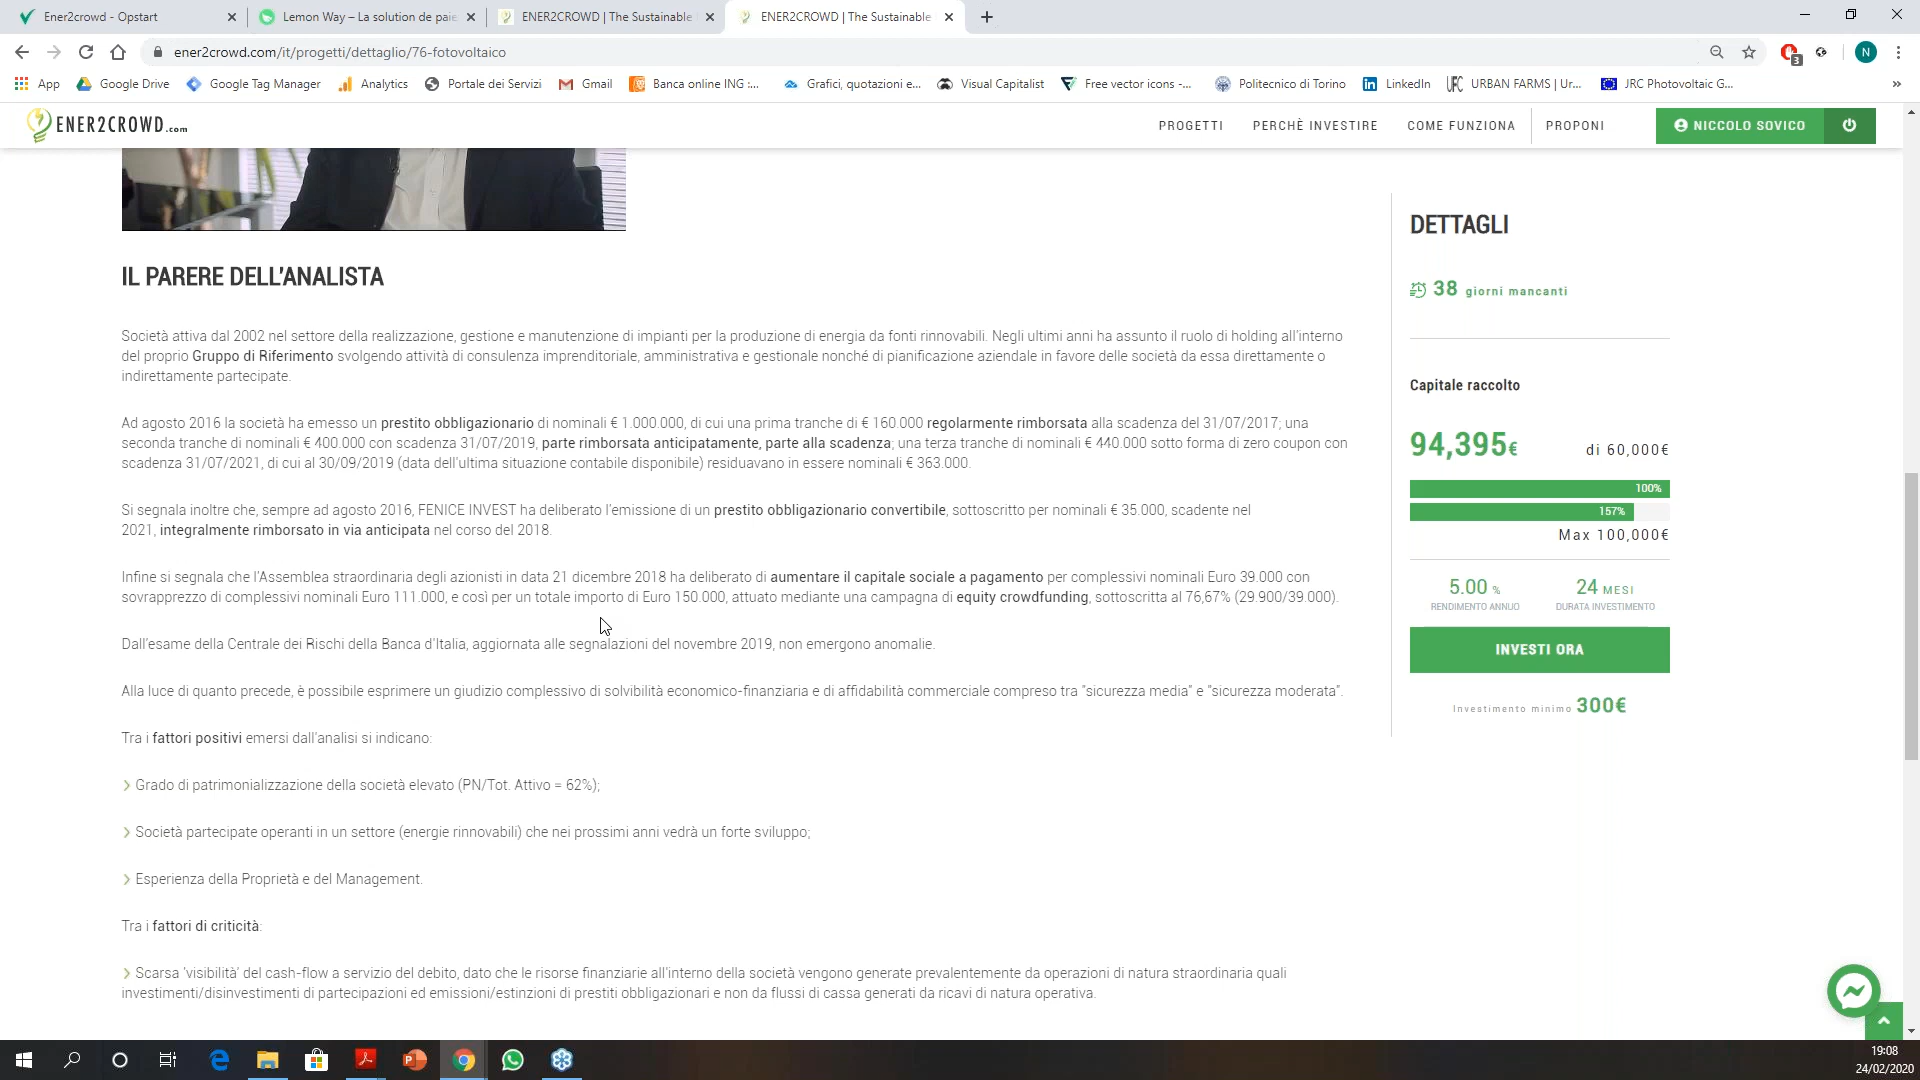 Ener2crowd - Opstart
Lemon Way – La solution de paie
ENER2CROWD | The Sustainable
ENER2CROWD | The Sustainable
ener2crowd.com/it/progetti/dettaglio/76-fotovoltaico
3
N
App
Google Drive
Google Tag Manager
Analytics
Portale dei Servizi
Gmail
Banca online ING :...
Grafici, quotazioni e...
Visual Capitalist
Free vector icons -...
Politecnico di Torino
LinkedIn
URBAN FARMS | Ur...
JRC Photovoltaic G...
ENER2CROWD.com
PROGETTI
PERCHÈ INVESTIRE
COME FUNZIONA
PROPONI
NICCOLO SOVICO
IL PARERE DELL'ANALISTA
Società attiva dal 2002 nel settore della realizzazione, gestione e manutenzione di impianti per la produzione di energia da fonti rinnovabili. Negli ultimi anni ha assunto il ruolo di holding all'interno
del proprio Gruppo di Riferimento svolgendo attività di consulenza imprenditoriale, amministrativa e gestionale nonché di pianificazione aziendale in favore delle società da essa direttamente o
indirettamente partecipate.
Ad agosto 2016 la società ha emesso un prestito obbligazionario di nominali € 1.000.000, di cui una prima tranche di € 160.000 regolarmente rimborsata alla scadenza del 31/07/2017; una
seconda tranche di nominali € 400.000 con scadenza 31/07/2019, parte rimborsata anticipatamente, parte alla scadenza; una terza tranche di nominali € 440.000 sotto forma di zero coupon con
scadenza 31/07/2021, di cui al 30/09/2019 (data dell'ultima situazione contabile disponibile) residuavano in essere nominali € 363.000.
Si segnala inoltre che, sempre ad agosto 2016, FENICE INVEST ha deliberato l'emissione di un prestito obbligazionario convertibile, sottoscritto per nominali € 35.000, scadente nel
2021, integralmente rimborsato in via anticipata nel corso del 2018.
Infine si segnala che l'Assemblea straordinaria degli azionisti in data 21 dicembre 2018 ha deliberato di aumentare il capitale sociale a pagamento per complessivi nominali Euro 39.000 con
sovrapprezzo di complessivi nominali Euro 111.000, e così per un totale importo di Euro 150.000, attuato mediante una campagna di equity crowdfunding, sottoscritta al 76,67% (29.900/39.000).
Dall'esame della Centrale dei Rischi della Banca d'Italia, aggiornata alle segnalazioni del novembre 2019, non emergono anomalie.
Alla luce di quanto precede, è possibile esprimere un giudizio complessivo di solvibilità economico-finanziaria e di affidabilità commerciale compreso tra "sicurezza media" e "sicurezza moderata".
Tra i fattori positivi emersi dall'analisi si indicano:
Grado di patrimonializzazione della società elevato (PN/Tot. Attivo = 62%);
Società partecipate operanti in un settore (energie rinnovabili) che nei prossimi anni vedrà un forte sviluppo;
Esperienza della Proprietà e del Management.
Tra i fattori di criticità:
Scarsa 'visibilità' del cash-flow a servizio del debito, dato che le risorse finanziarie all'interno della società vengono generate prevalentemente da operazioni di natura straordinaria quali
investimenti/disinvestimenti di partecipazioni ed emissioni/estinzioni di prestiti obbligazionari e non da flussi di cassa generati da ricavi di natura operativa.
DETTAGLI
38 giorni mancanti
Capitale raccolto
94,395€ di 60,000€
100%
157%
Max 100,000€
5.00 % 24 MESI
RENDIMENTO ANNUO DURATA INVESTIMENTO
INVESTI ORA
Investimento minimo 300€
19:08
24/02/2020